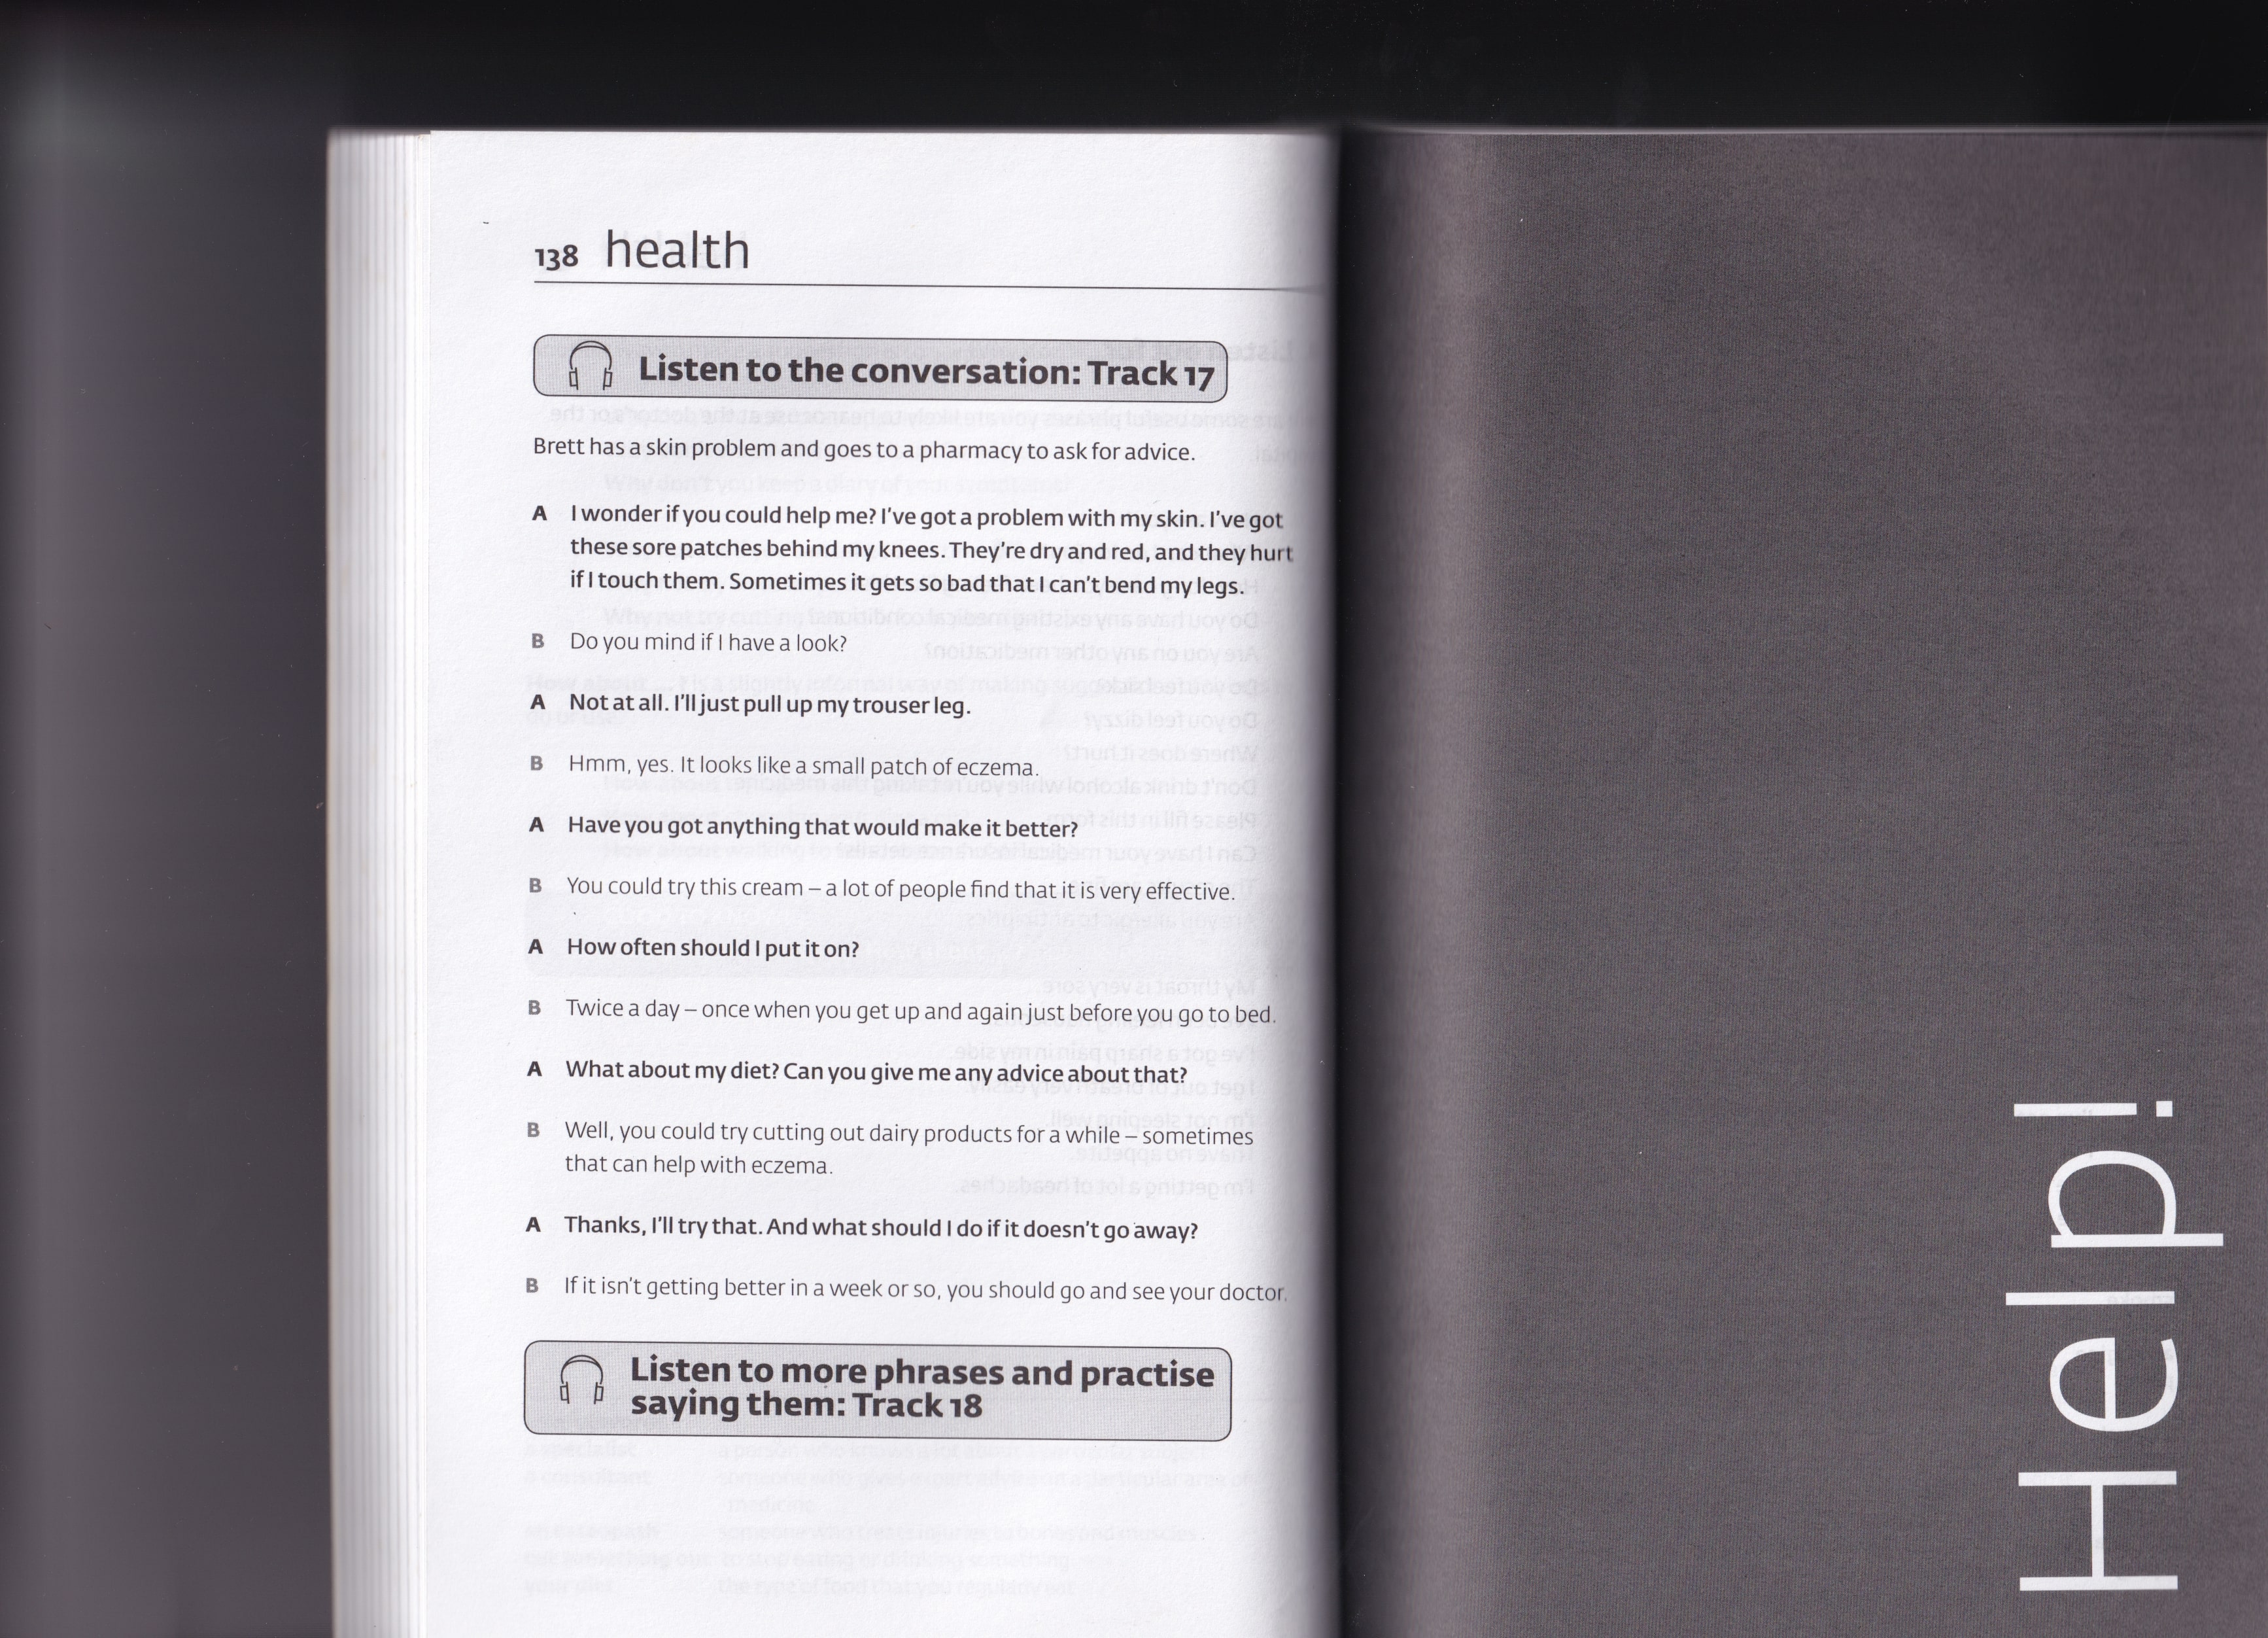 138 health
Listen to the conversation: Track 17
Brett has a skin problem and goes to a pharmacy to ask for advice.
A I wonder if you could help me? I've got a problem with my skin. I've got
these sore patches behind my knees. They're dry and red, and they hurt
if I touch them. Sometimes it gets so bad that I can't bend my legs.
B Do you mind if I have a look?
A Not at all. I'll just pull up my trouser leg.
B Hmm, yes. It looks like a small patch of eczema.
A Have you got anything that would make it better?
B You could try this cream – a lot of people find that it is very effective.
A How often should I put it on?
B Twice a day – once when you get up and again just before you go to bed.
A What about my diet? Can you give me any advice about that?
B Well, you could try cutting out dairy products for a while – sometimes
that can help with eczema.
A Thanks, I'll try that. And what should I do if it doesn't go away?
B If it isn't getting better in a week or so, you should go and see your doctor.
Listen to more phrases and practise
saying them: Track 18
Help!